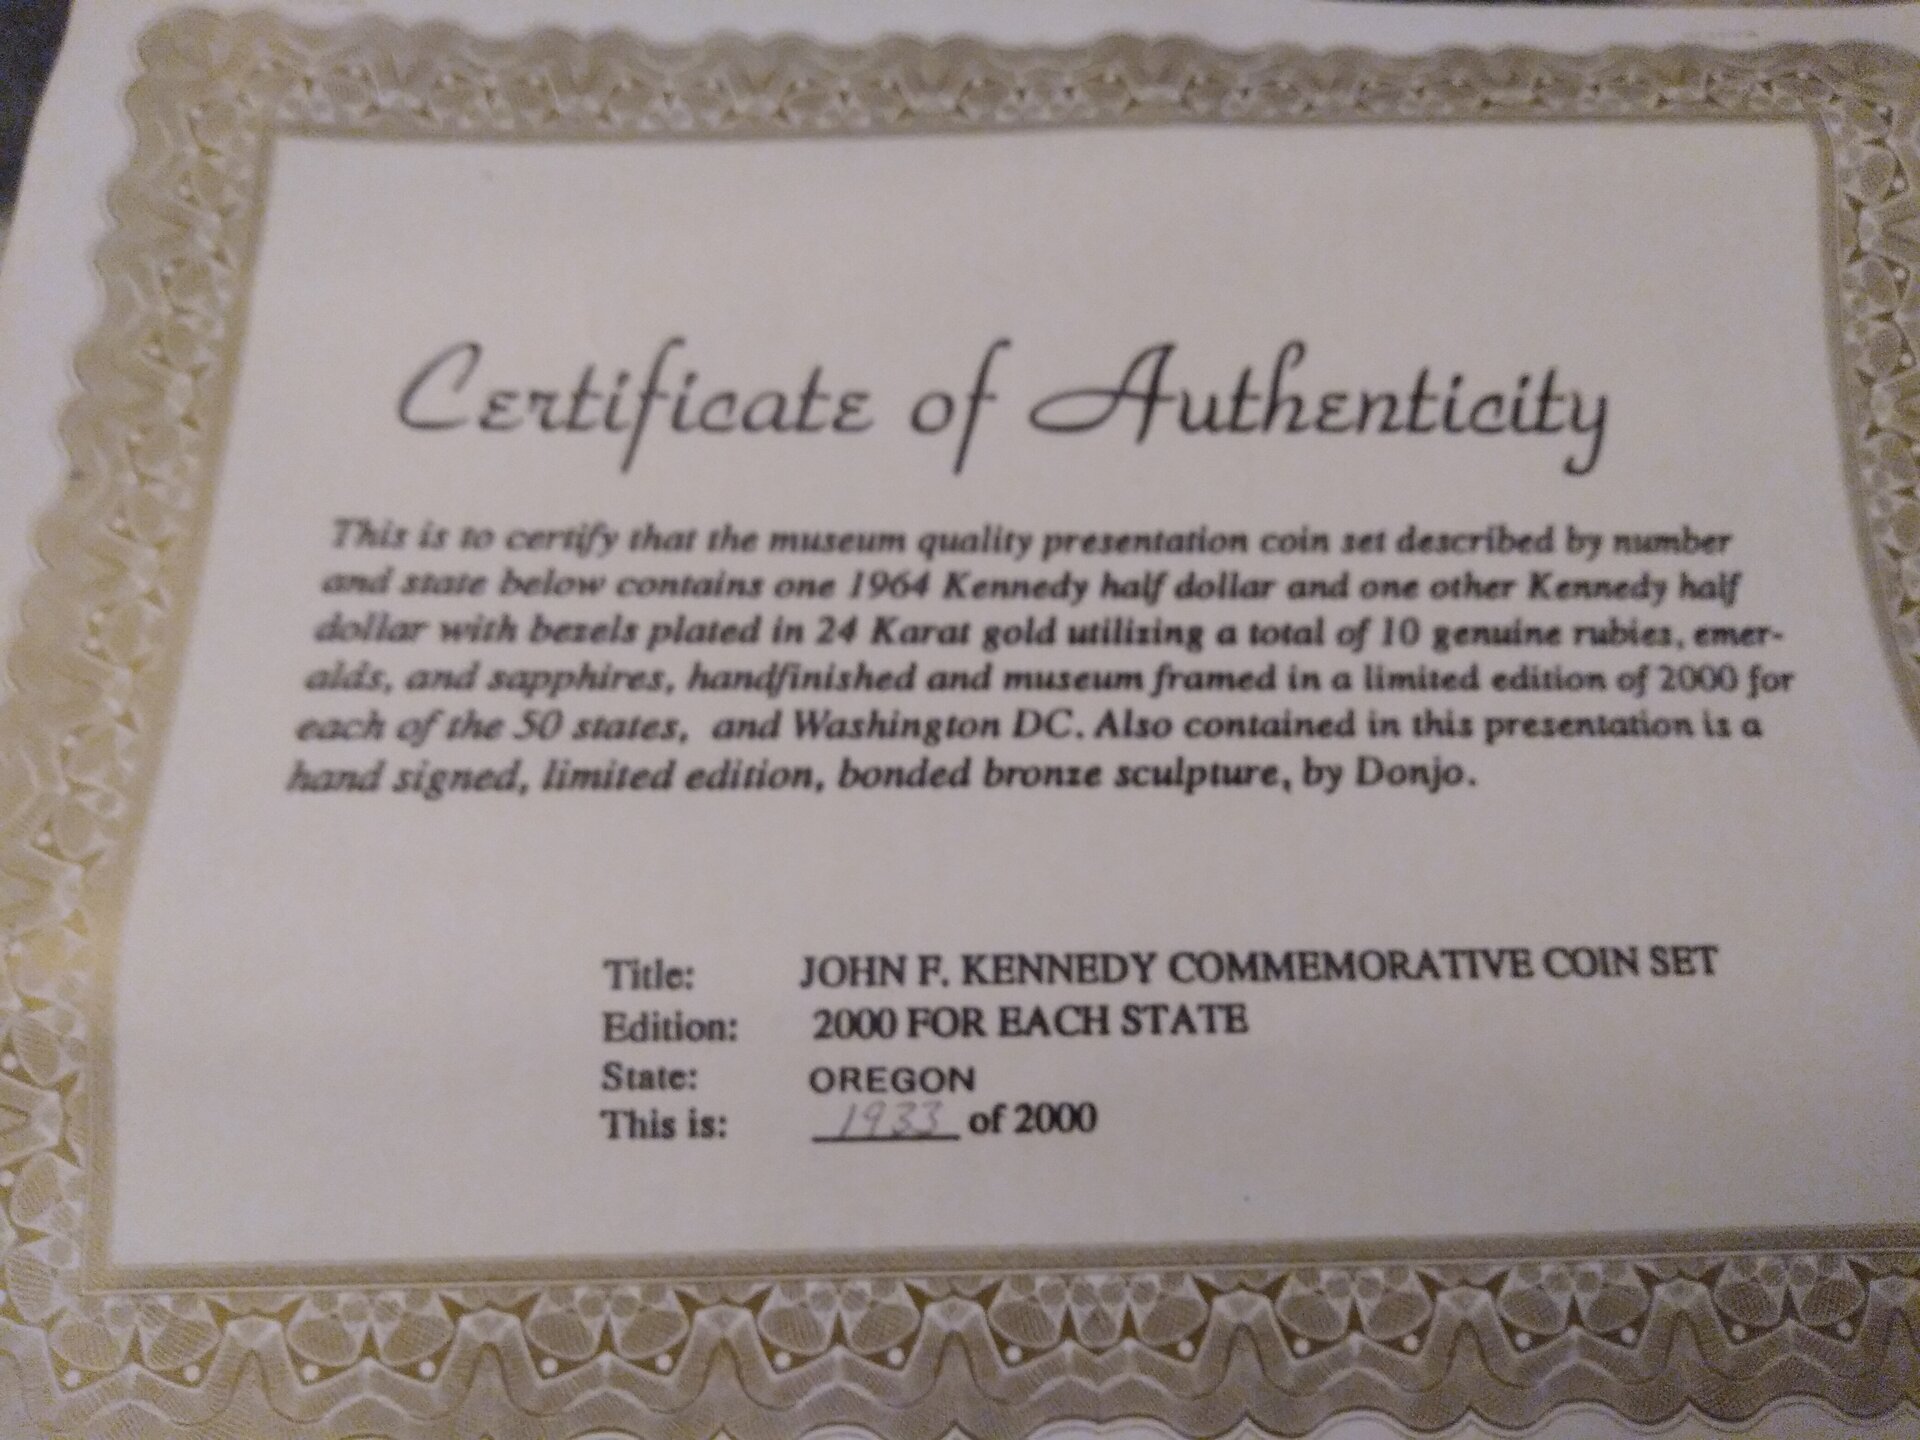 Certificate of Authenticity
This is to certify that the museum quality presentation coin set described by number
and state below contains one 1964 Kennedy half dollar and one other Kennedy half
dollar with bezels plated in 24 Karat gold utilizing a total of 10 genuine rubies, emer-
alds, and sapphires, handfinished and museum framed in a limited edition of 2000 for
each of the 50 states, and Washington DC. Also contained in this presentation is a
hand signed, limited edition, bonded bronze sculpture, by Donjo.
Title: JOHN F. KENNEDY COMMEMORATIVE COIN SET
Edition: 2000 FOR EACH STATE
State: OREGON
This is: 1933 of 2000